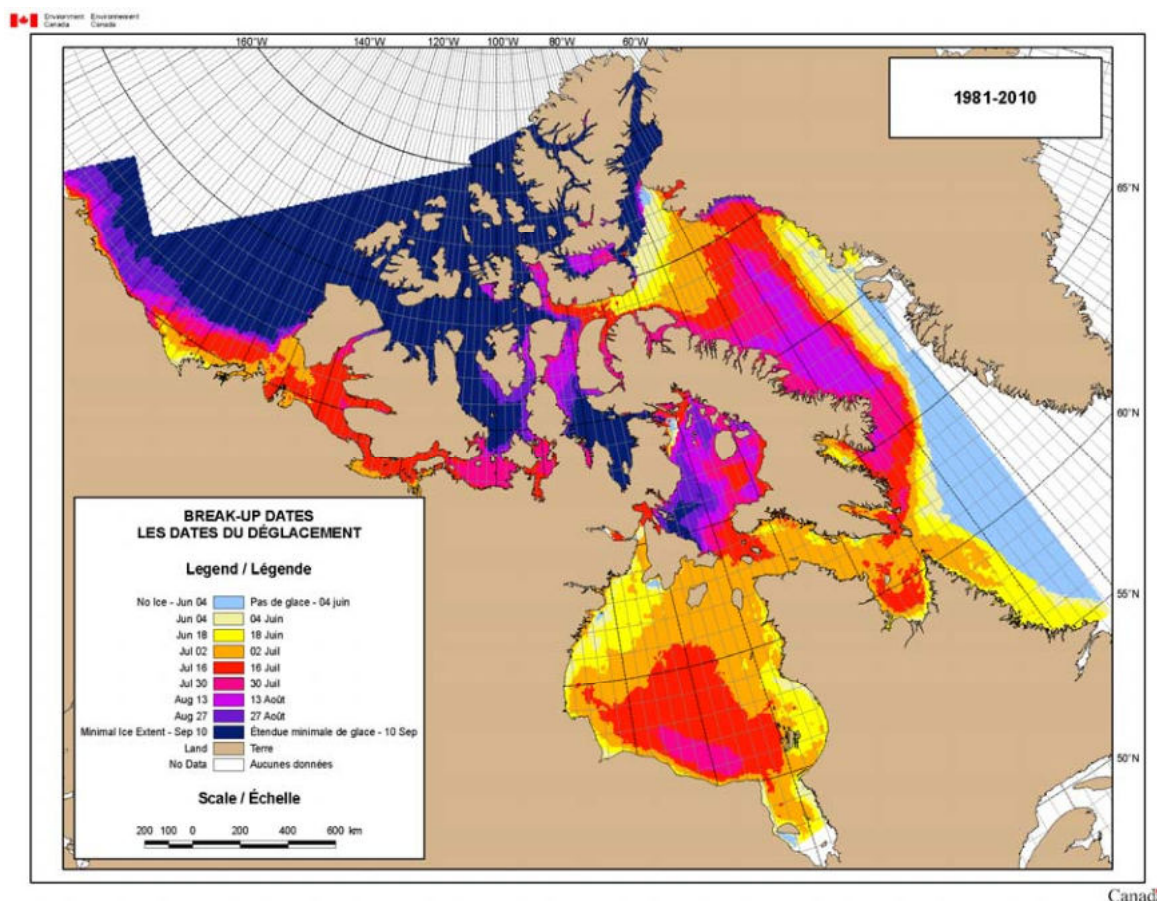 Environment Environnement
Canada Canada
160°W 140°W 120°W 100°W 80°W 60°W
1981-2010
65°N
60°N
55°N
50°N
BREAK-UP DATES
LES DATES DU DÉGLACEMENT
Legend / Légende
No Ice - Jun 04 Pas de glace - 04 juin
Jun 04 04 Juin
Jun 18 18 Juin
Jul 02 02 Juil
Jul 16 16 Juil
Jul 30 30 Juil
Aug 13 13 Août
Aug 27 27 Août
Minimal Ice Extent - Sep 10 Étendue minimale de glace - 10 Sep
Land Terre
No Data Aucunes données
Scale / Échelle
200 100 0 200 400 600 km